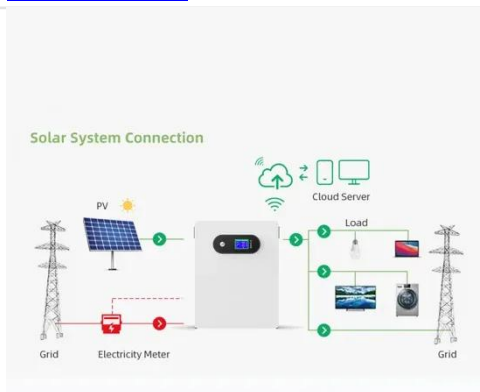 Solar System Connection
Cloud Server
PV
Load
Grid
Electricity Meter
Grid